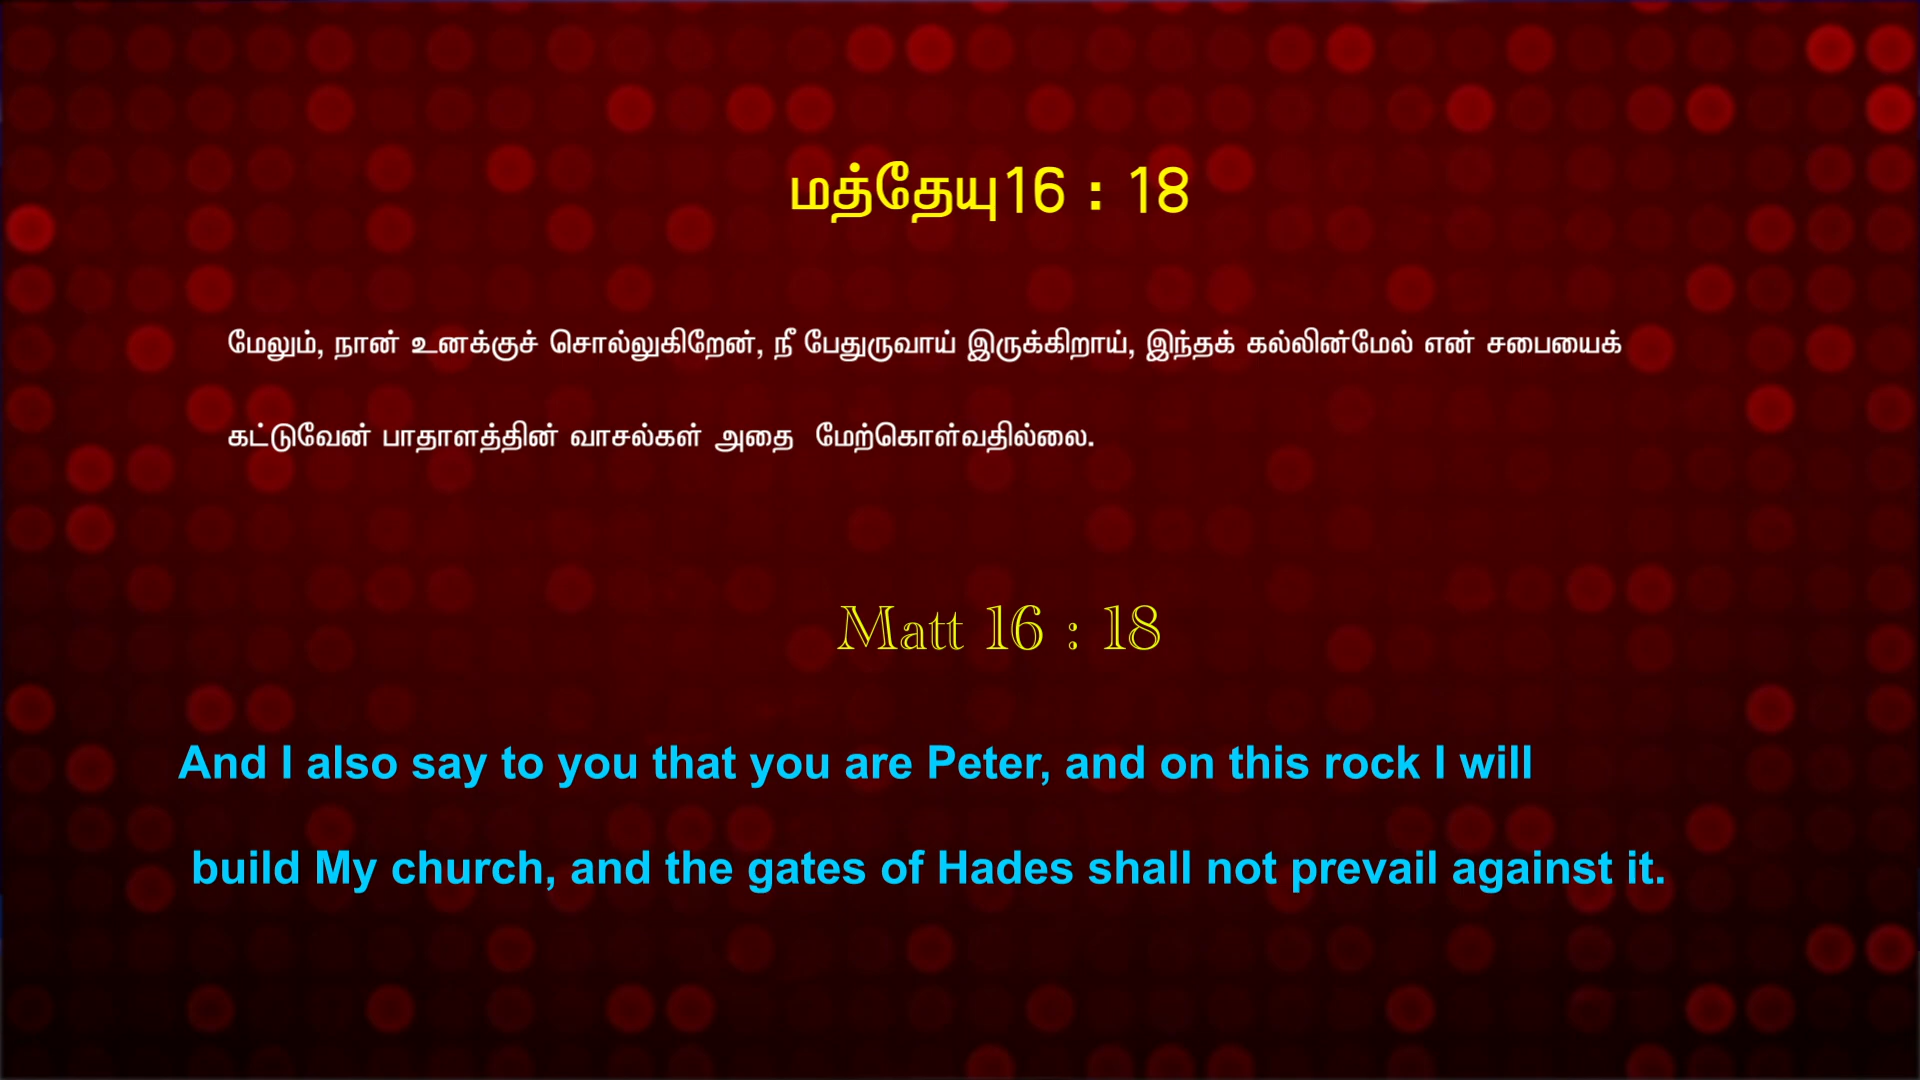 மத்தேயு16 : 18
மேலும், நான் உனக்குச் சொல்லுகிறேன், நீ பேதுருவாய் இருக்கிறாய், இந்தக் கல்லின்மேல் என் சபையைக்
கட்டுவேன் பாதாளத்தின் வாசல்கள் அதை மேற்கொள்வதில்லை.
Matt 16 : 18
And I also say to you that you are Peter, and on this rock I will
build My church, and the gates of Hades shall not prevail against it.